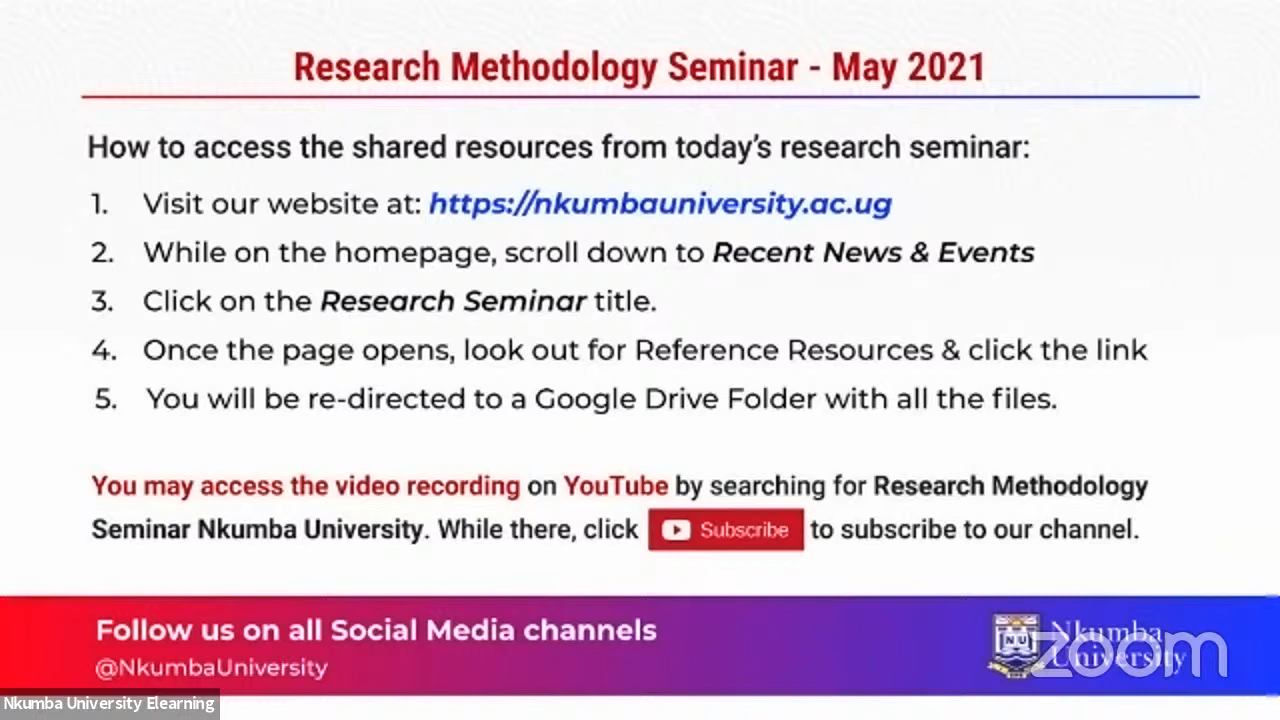 Research Methodology Seminar - May 2021
How to access the shared resources from today's research seminar:
1. Visit our website at: https://nkumbauniversity.ac.ug
2. While on the homepage, scroll down to Recent News & Events
3. Click on the Research Seminar title.
4. Once the page opens, look out for Reference Resources & click the link
5. You will be re-directed to a Google Drive Folder with all the files.
You may access the video recording on YouTube by searching for Research Methodology
Seminar Nkumba University. While there, click Subscribe to subscribe to our channel.
Follow us on all Social Media channels
@NkumbaUniversity
NU
Nkumba
University
zoom
Nkumba University Elearning